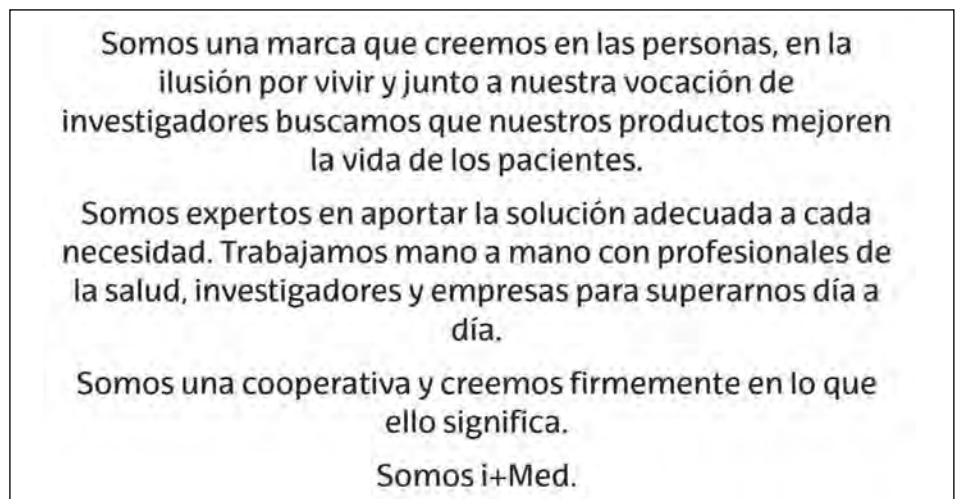 Somos una marca que creemos en las personas, en la
ilusión por vivir y junto a nuestra vocación de
investigadores buscamos que nuestros productos mejoren
la vida de los pacientes.
Somos expertos en aportar la solución adecuada a cada
necesidad. Trabajamos mano a mano con profesionales de
la salud, investigadores y empresas para superarnos día a
día.
Somos una cooperativa y creemos firmemente en lo que
ello significa.
Somos i+Med.